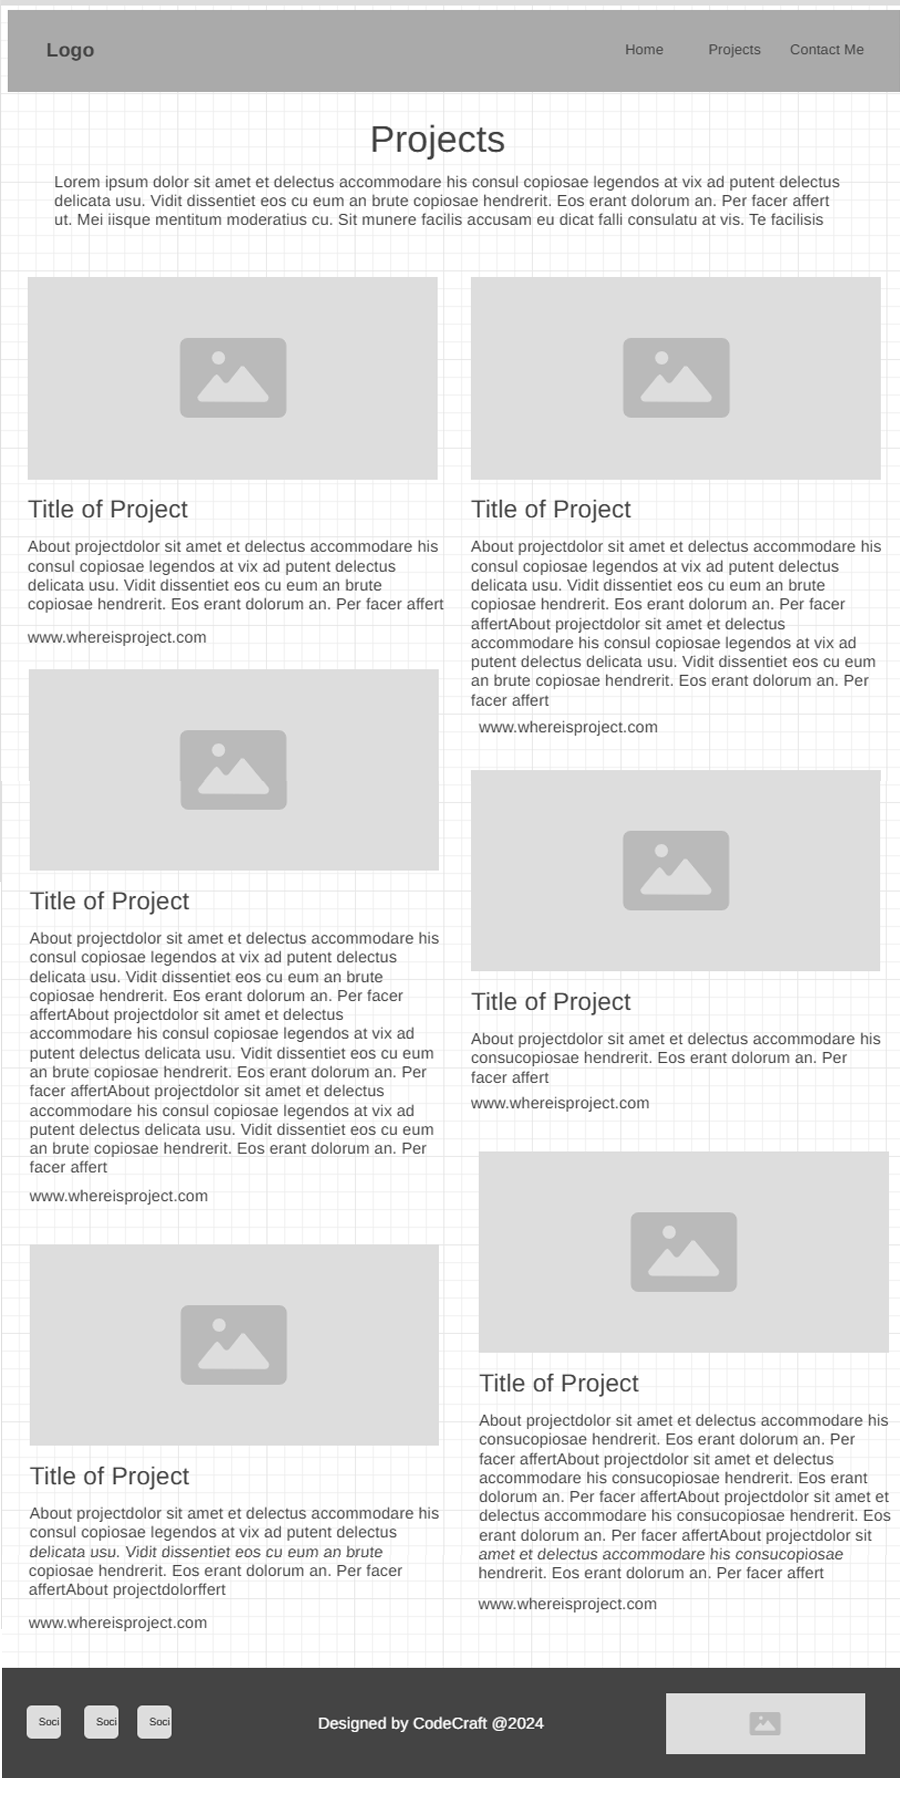 Logo
Home
Projects
Contact Me
Projects
Lorem ipsum dolor sit amet et delectus accommodare his consul copiosae legendos at vix ad putent delectus
delicata usu. Vidit dissentiet eos cu eum an brute copiosae hendrerit. Eos erant dolorum an. Per facer affert
ut. Mei iisque mentitum moderatius cu. Sit munere facilis accusam eu dicat falli consulatu at vis. Te facilisis
Title of Project
About projectdolor sit amet et delectus accommodare his
consul copiosae legendos at vix ad putent delectus
delicata usu. Vidit dissentiet eos cu eum an brute
copiosae hendrerit. Eos erant dolorum an. Per facer affert
www.whereisproject.com
Title of Project
About projectdolor sit amet et delectus accommodare his
consul copiosae legendos at vix ad putent delectus
delicata usu. Vidit dissentiet eos cu eum an brute
copiosae hendrerit. Eos erant dolorum an. Per facer
affertAbout projectdolor sit amet et delectus
accommodare his consul copiosae legendos at vix ad
putent delectus delicata usu. Vidit dissentiet eos cu eum
an brute copiosae hendrerit. Eos erant dolorum an. Per
facer affert
www.whereisproject.com
Title of Project
About projectdolor sit amet et delectus accommodare his
consul copiosae legendos at vix ad putent delectus
delicata usu. Vidit dissentiet eos cu eum an brute
copiosae hendrerit. Eos erant dolorum an. Per facer
affertAbout projectdolor sit amet et delectus
accommodare his consul copiosae legendos at vix ad
putent delectus delicata usu. Vidit dissentiet eos cu eum
an brute copiosae hendrerit. Eos erant dolorum an. Per
facer affertAbout projectdolor sit amet et delectus
accommodare his consul copiosae legendos at vix ad
putent delectus delicata usu. Vidit dissentiet eos cu eum
an brute copiosae hendrerit. Eos erant dolorum an. Per
facer affert
www.whereisproject.com
Title of Project
About projectdolor sit amet et delectus accommodare his
consucopiosae hendrerit. Eos erant dolorum an. Per
facer affert
www.whereisproject.com
Title of Project
About projectdolor sit amet et delectus accommodare his
consul copiosae legendos at vix ad putent delectus
delicata usu. Vidit dissentiet eos cu eum an brute
copiosae hendrerit. Eos erant dolorum an. Per facer
affertAbout projectdolorffert
www.whereisproject.com
Title of Project
About projectdolor sit amet et delectus accommodare his
consucopiosae hendrerit. Eos erant dolorum an. Per
facer affertAbout projectdolor sit amet et delectus
accommodare his consucopiosae hendrerit. Eos erant
dolorum an. Per facer affertAbout projectdolor sit amet et
delectus accommodare his consucopiosae hendrerit. Eos
erant dolorum an. Per facer affertAbout projectdolor sit
amet et delectus accommodare his consucopiosae
hendrerit. Eos erant dolorum an. Per facer affert
www.whereisproject.com
Soci
Soci
Soci
Designed by CodeCraft @2024